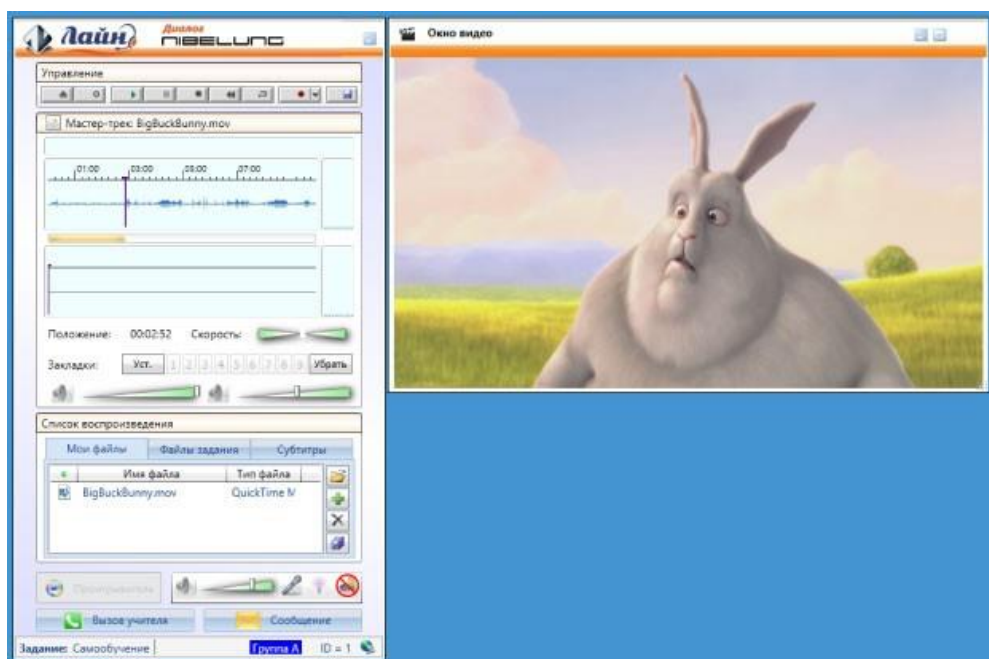 Лайн
Диалог
NIBELUNG
Окно видео
Управление
Мастер-трек: BigBuckBunny.mov
01:00 03:00 05:00 07:00
Положение: 00:02:52 Скорость:
Закладки: Уст. 1 2 3 4 5 6 7 8 9 Убрать
Список воспроизведения
Мои файлы Файлы задания Субтитры
Имя файла Тип файла
BigBuckBunny.mov QuickTime M
Проигрыватель
Вызов учителя Сообщение
Задание: Самообучение Группа A ID = 1